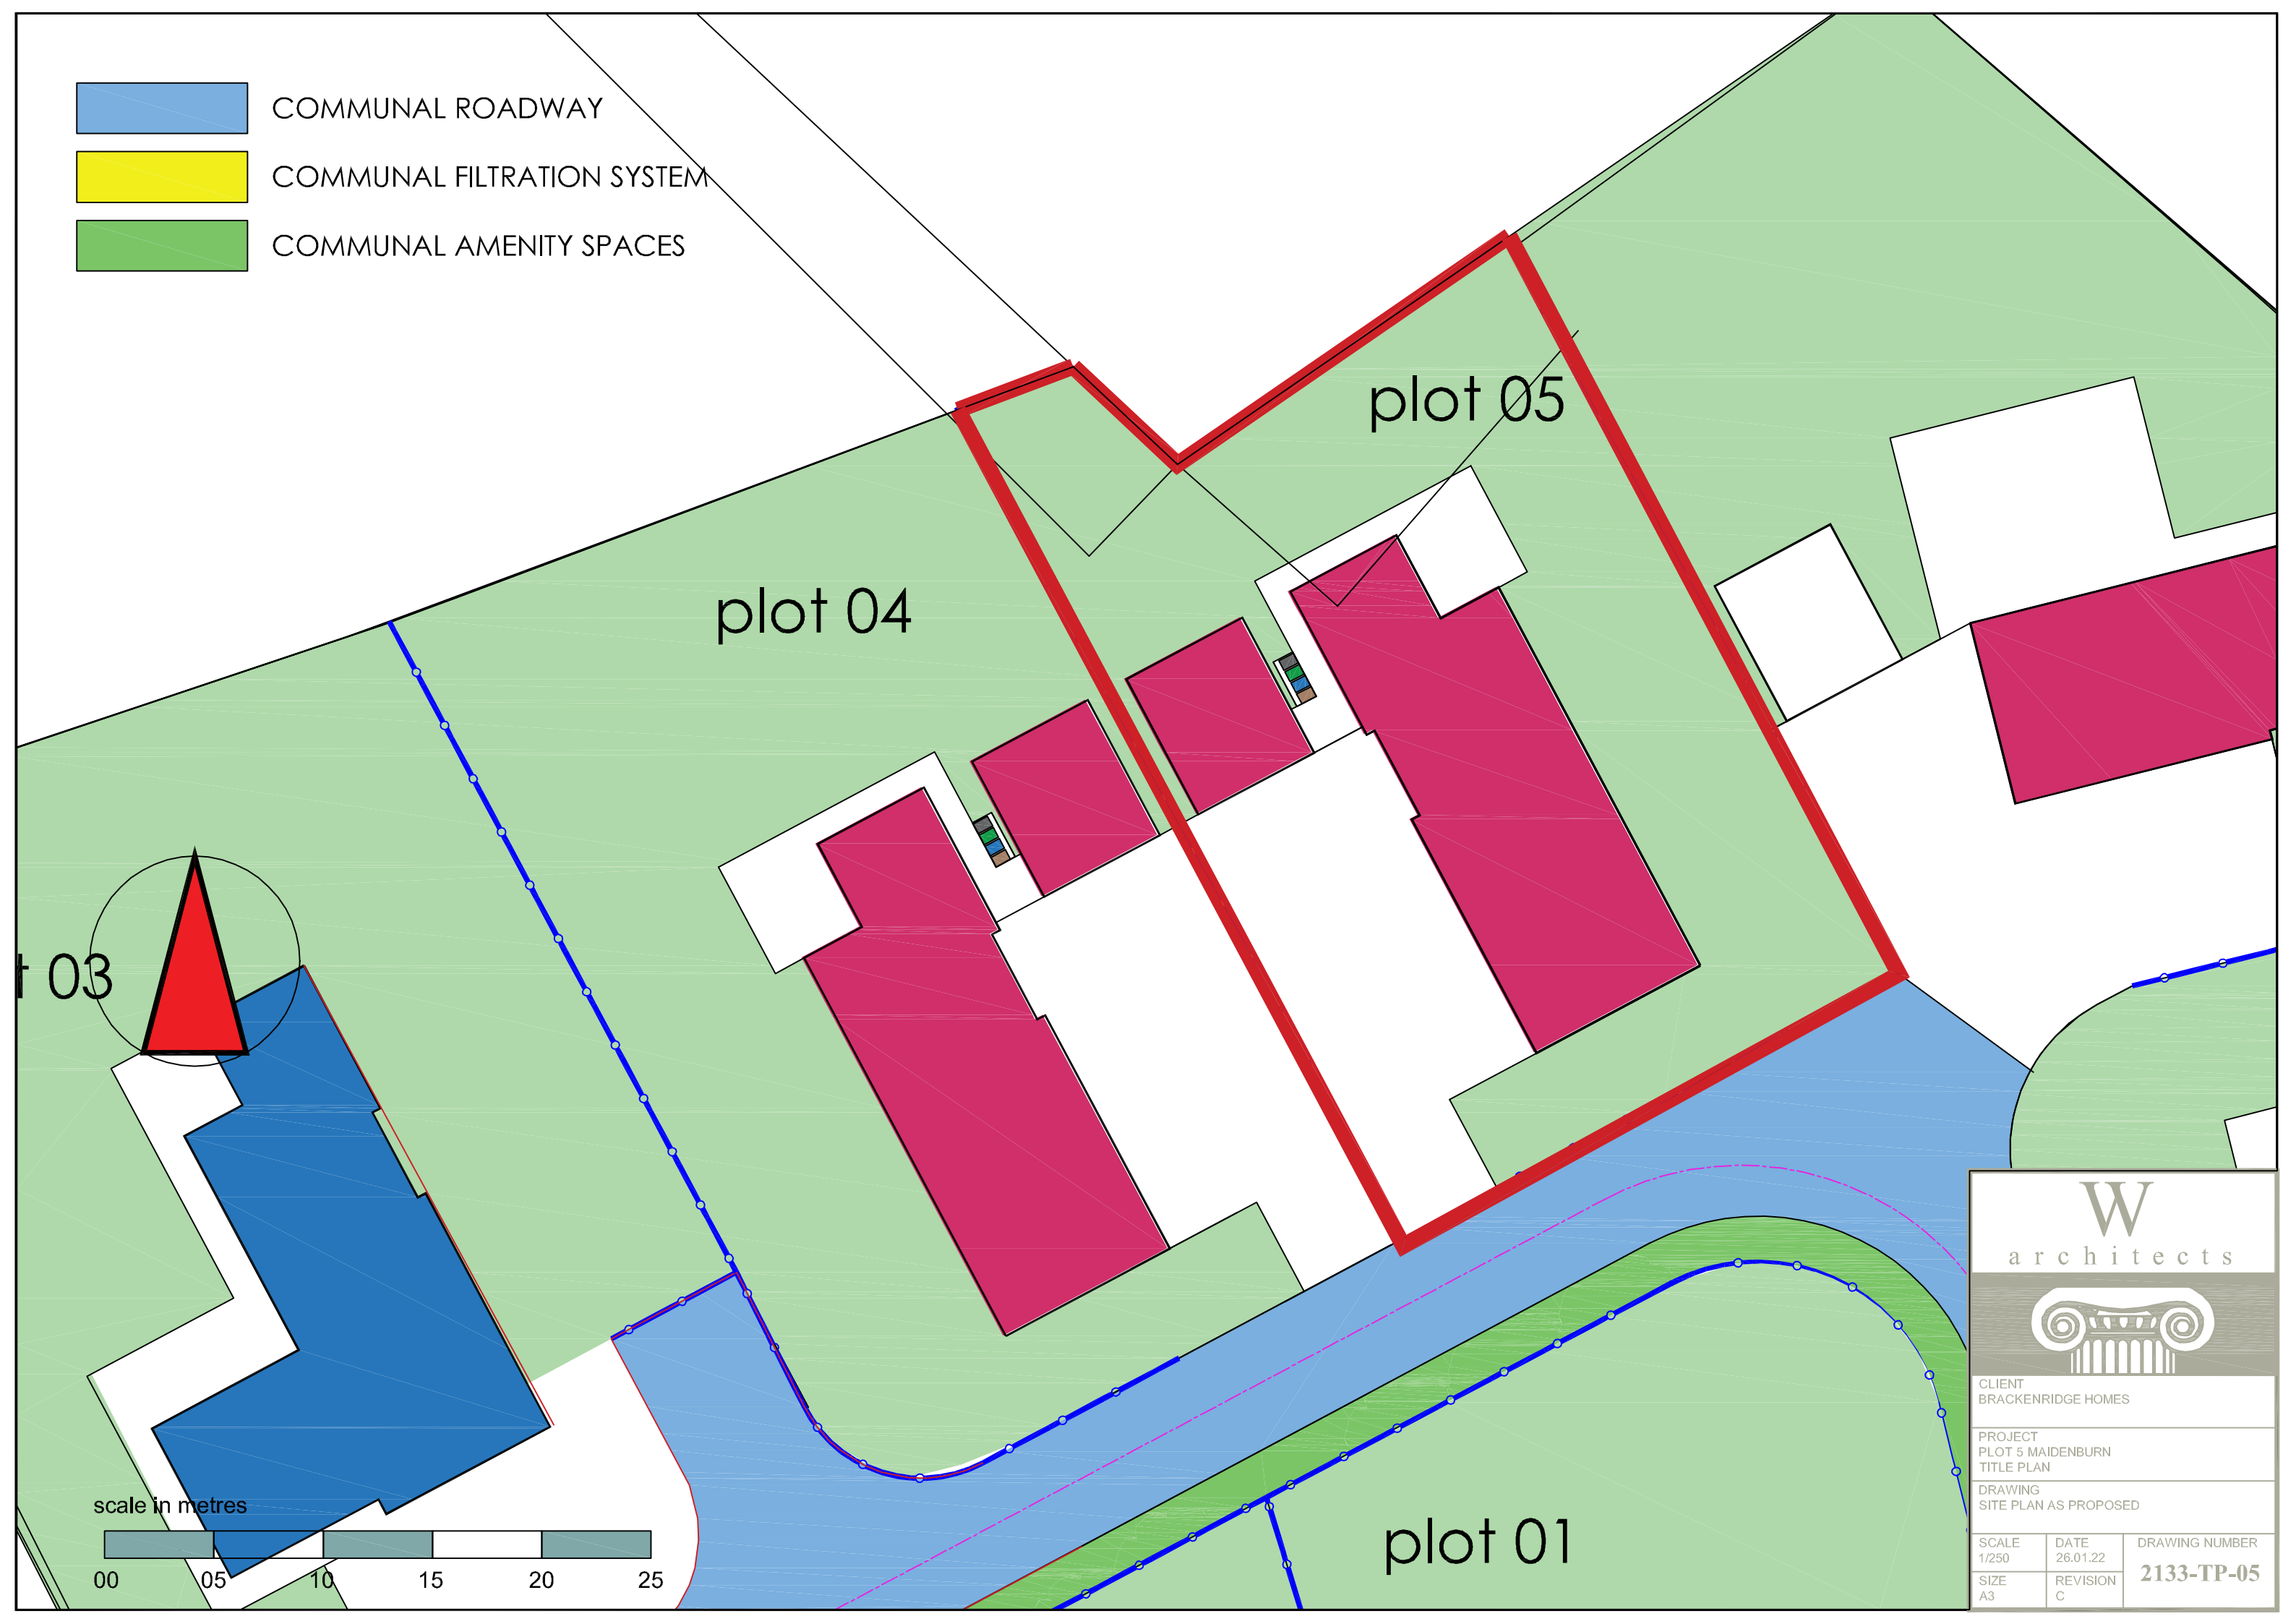 COMMUNAL ROADWAY
COMMUNAL FILTRATION SYSTEM
COMMUNAL AMENITY SPACES
plot 05
plot 04
t 03
plot 01
scale in metres
00 05 10 15 20 25
W
architects
CLIENT
BRACKENRIDGE HOMES
PROJECT
PLOT 5 MAIDENBURN
TITLE PLAN
DRAWING
SITE PLAN AS PROPOSED
SCALE
1/250
DATE
26.01.22
DRAWING NUMBER
2133-TP-05
SIZE
A3
REVISION
C